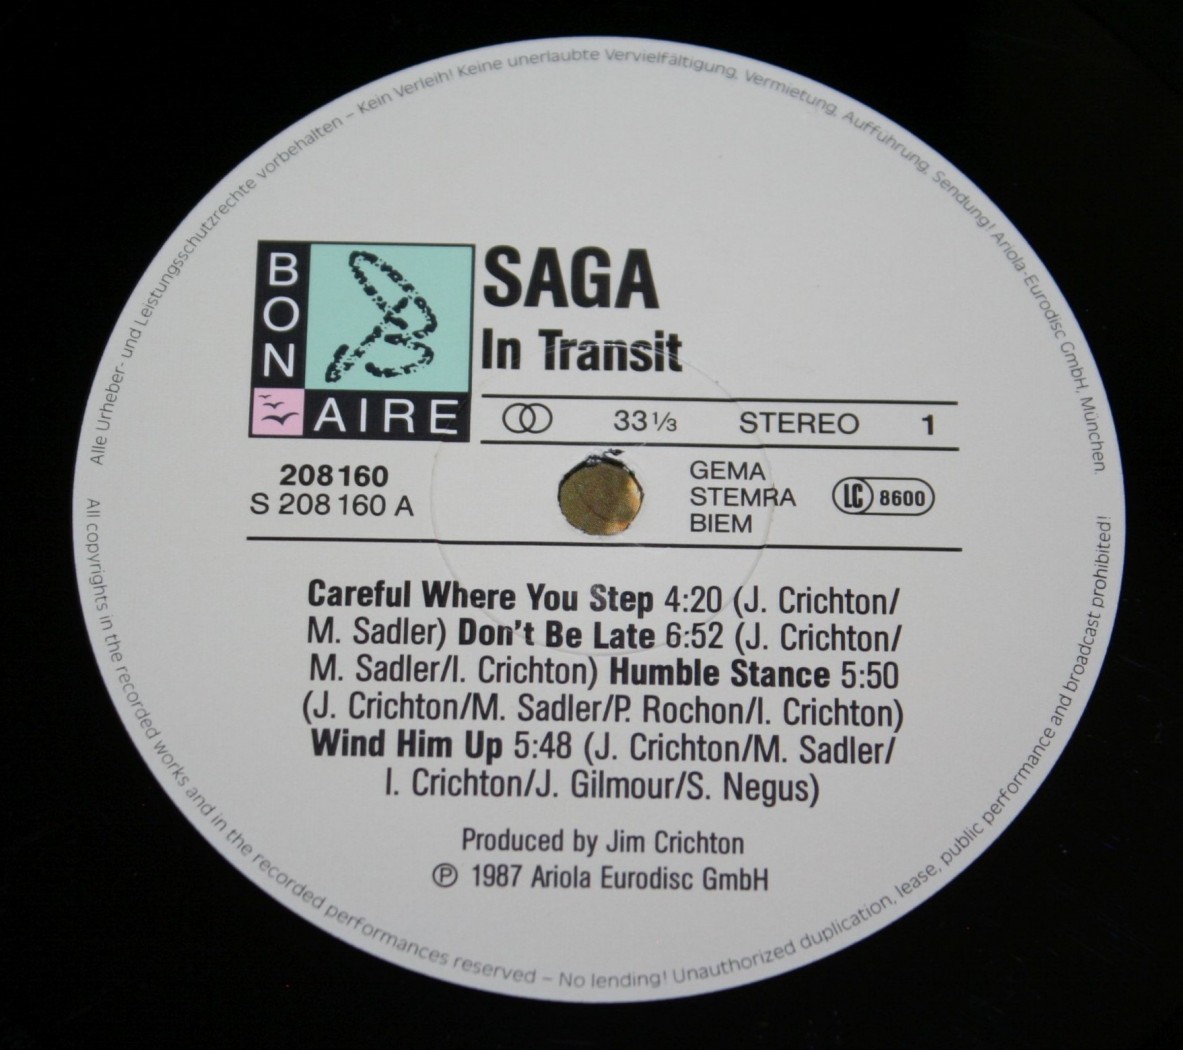 Alle Urheber- und Leistungsschutzrechte vorbehalten – Kein Verleih! Keine unerlaubte Vervielfältigung, Vermietung, Aufführung, Sendung! Ariola-Eurodisc GmbH, München.
BON
AIRE
SAGA
In Transit
33 1/3 STEREO 1
208 160
S 208 160 A
GEMA
STEMRA
BIEM
LC 8600
Careful Where You Step 4:20 (J. Crichton/
M. Sadler) Don't Be Late 6:52 (J. Crichton/
M. Sadler/I. Crichton) Humble Stance 5:50
(J. Crichton/M. Sadler/P. Rochon/I. Crichton)
Wind Him Up 5:48 (J. Crichton/M. Sadler/
I. Crichton/J. Gilmour/S. Negus)
Produced by Jim Crichton
℗ 1987 Ariola Eurodisc GmbH
All copyrights in the recorded works and in the recorded performances reserved – No lending! Unauthorized duplication, lease, public performance and broadcast prohibited!